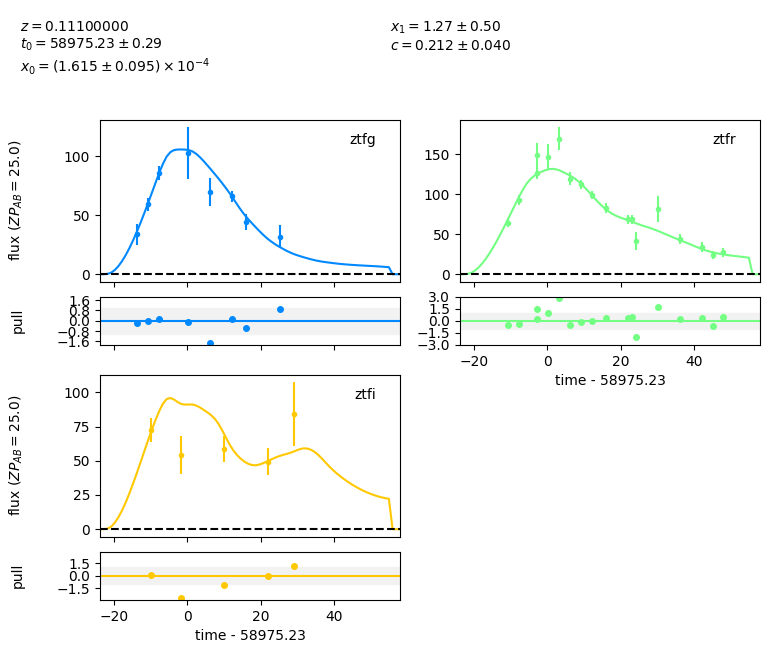 z = 0.11100000
t₀ = 58975.23 ± 0.29
x₀ = (1.615 ± 0.095) × 10⁻⁴
x₁ = 1.27 ± 0.50
c = 0.212 ± 0.040
ztfg
flux (ZP_AB = 25.0)
100
50
0
ztfr
150
100
50
0
pull
1.6
0.8
0.0
−0.8
−1.6
3.0
1.5
0.0
−1.5
−3.0
−20 0 20 40
time - 58975.23
ztfi
flux (ZP_AB = 25.0)
100
75
50
25
0
pull
1.5
0.0
−1.5
−20 0 20 40
time - 58975.23